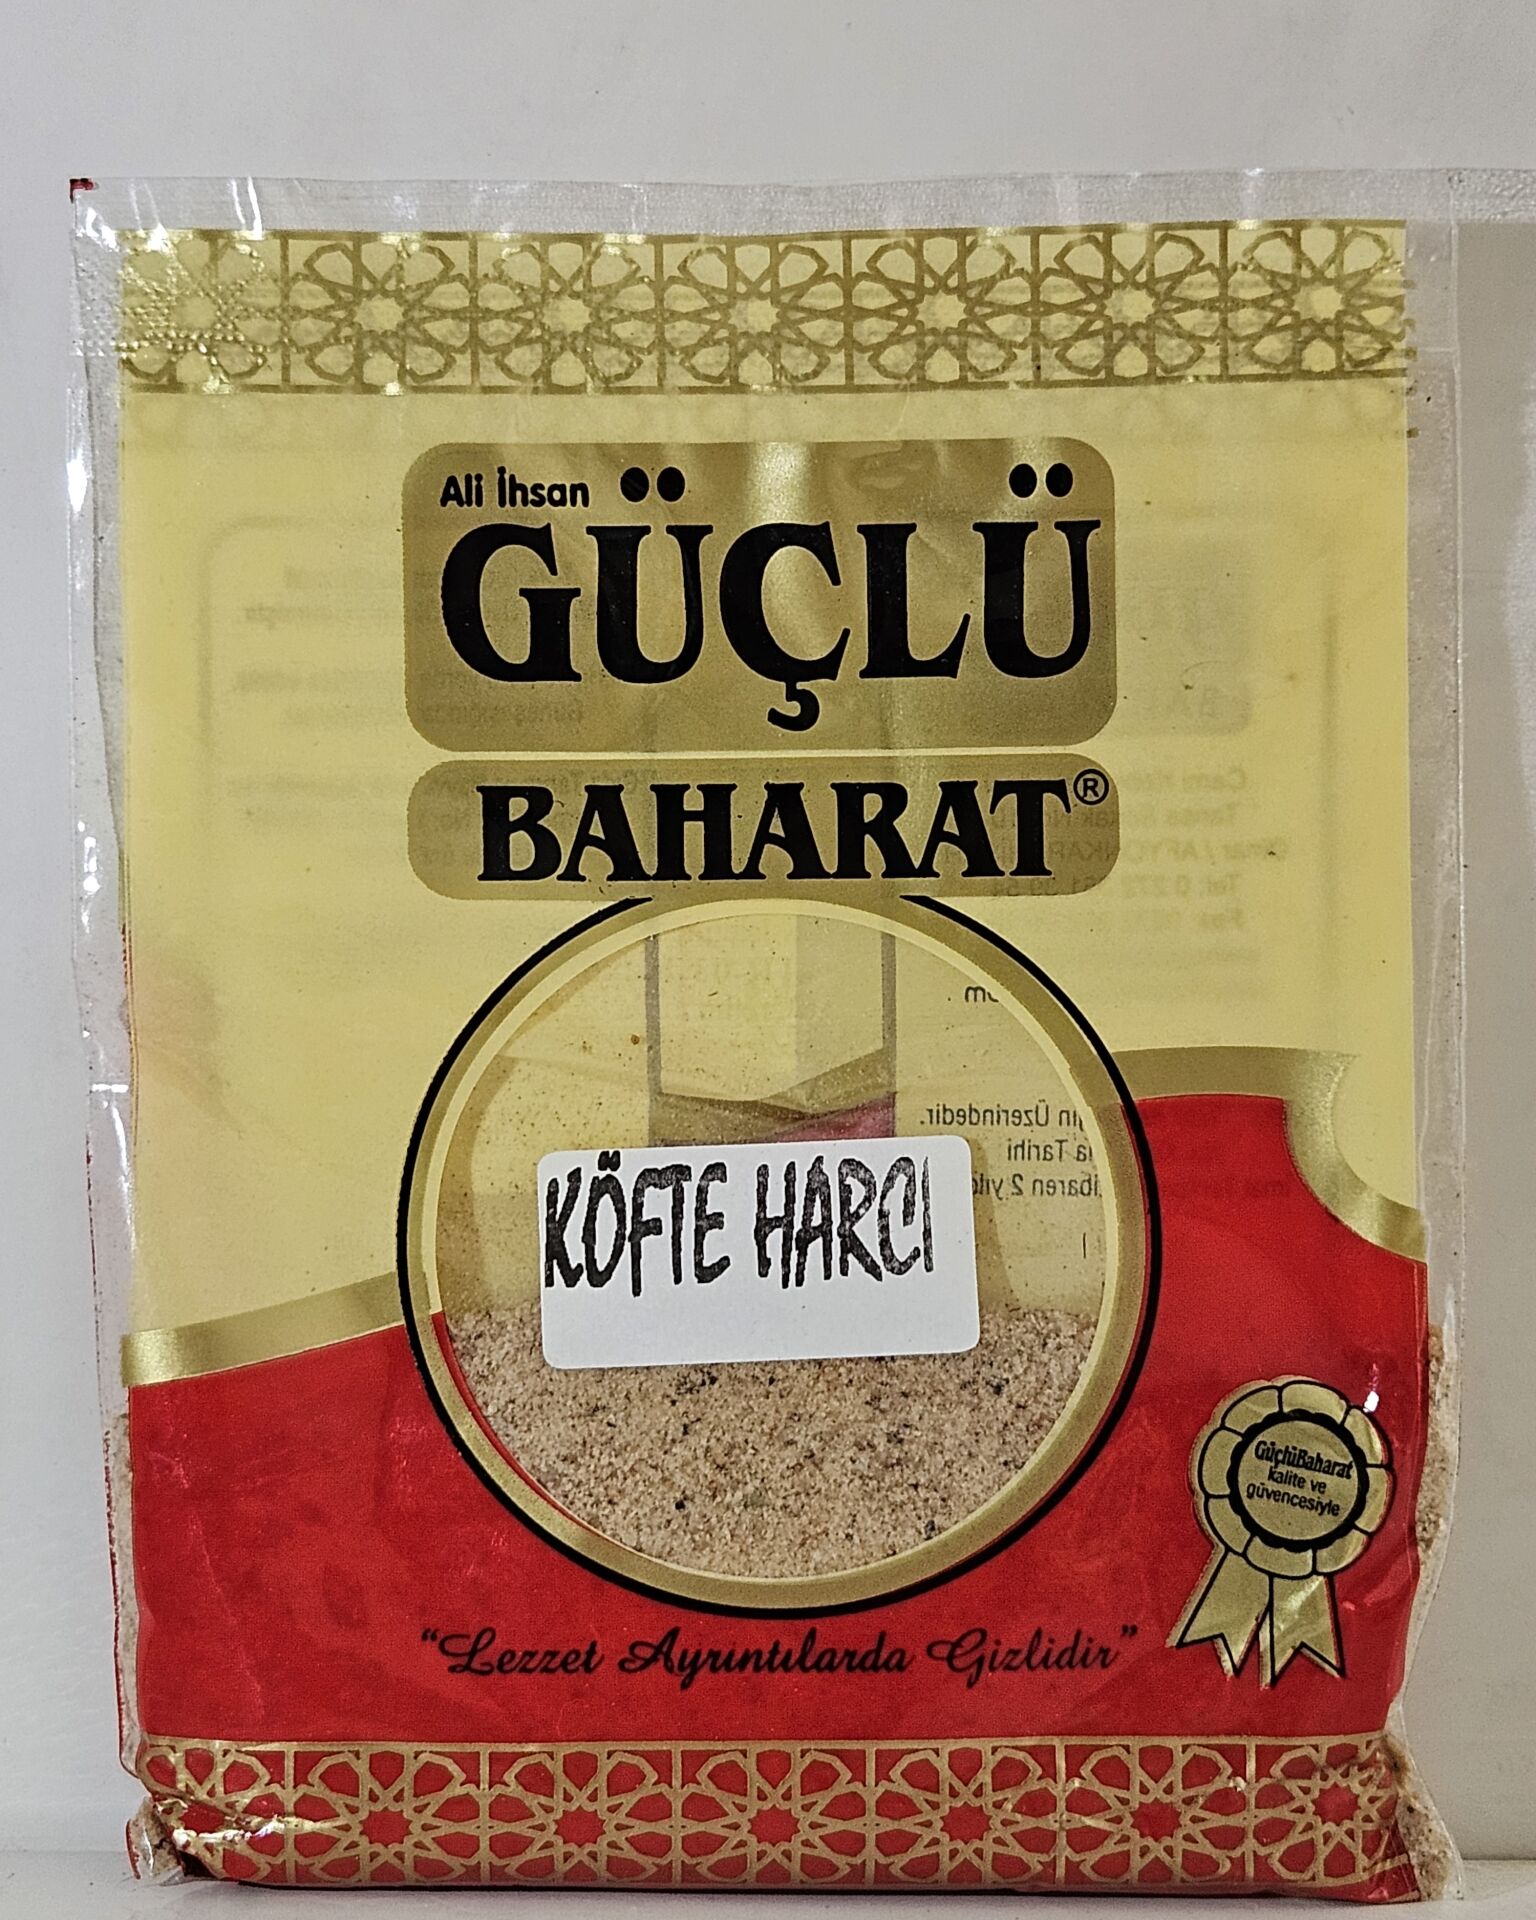 Ali İhsan
GÜÇLÜ
BAHARAT®
KÖFTE HARCI
GüçlüBaharat
kalite ve
güvencesiyle
"Lezzet Ayrıntılarda Gizlidir"